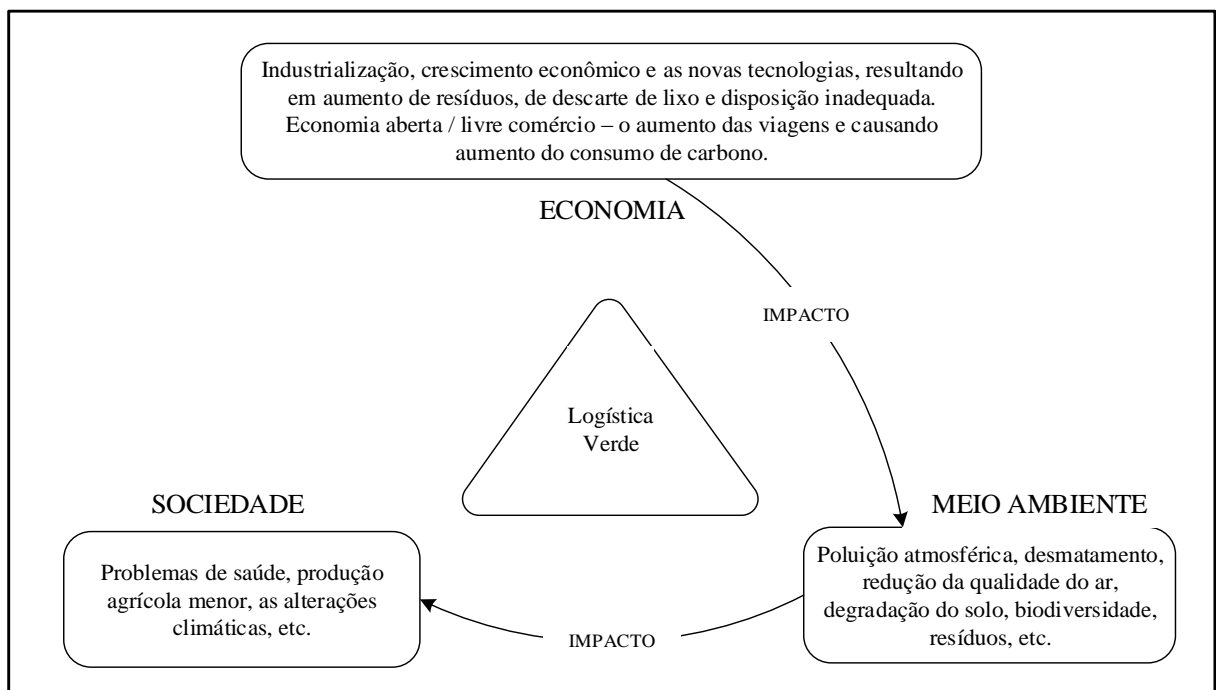 Industrialização, crescimento econômico e as novas tecnologias, resultando
em aumento de resíduos, de descarte de lixo e disposição inadequada.
Economia aberta / livre comércio – o aumento das viagens e causando
aumento do consumo de carbono.
ECONOMIA
IMPACTO
Logística
Verde
SOCIEDADE
Problemas de saúde, produção
agrícola menor, as alterações
climáticas, etc.
MEIO AMBIENTE
Poluição atmosférica, desmatamento,
redução da qualidade do ar,
degradação do solo, biodiversidade,
resíduos, etc.
IMPACTO